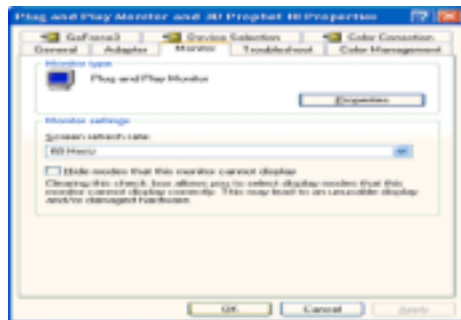 Plug and Play Monitor and 3D Prophet III Properties
GeForce3 Device Selection Color Correction
General Adapter Monitor Troubleshoot Color Management
Monitor type
Plug and Play Monitor
Properties
Monitor settings
Screen refresh rate:
Hertz
Hide modes that this monitor cannot display
Clearing this check box allows you to select display modes that this
monitor cannot display correctly. This may lead to an unusable display
and/or damaged hardware.
OK Cancel Apply